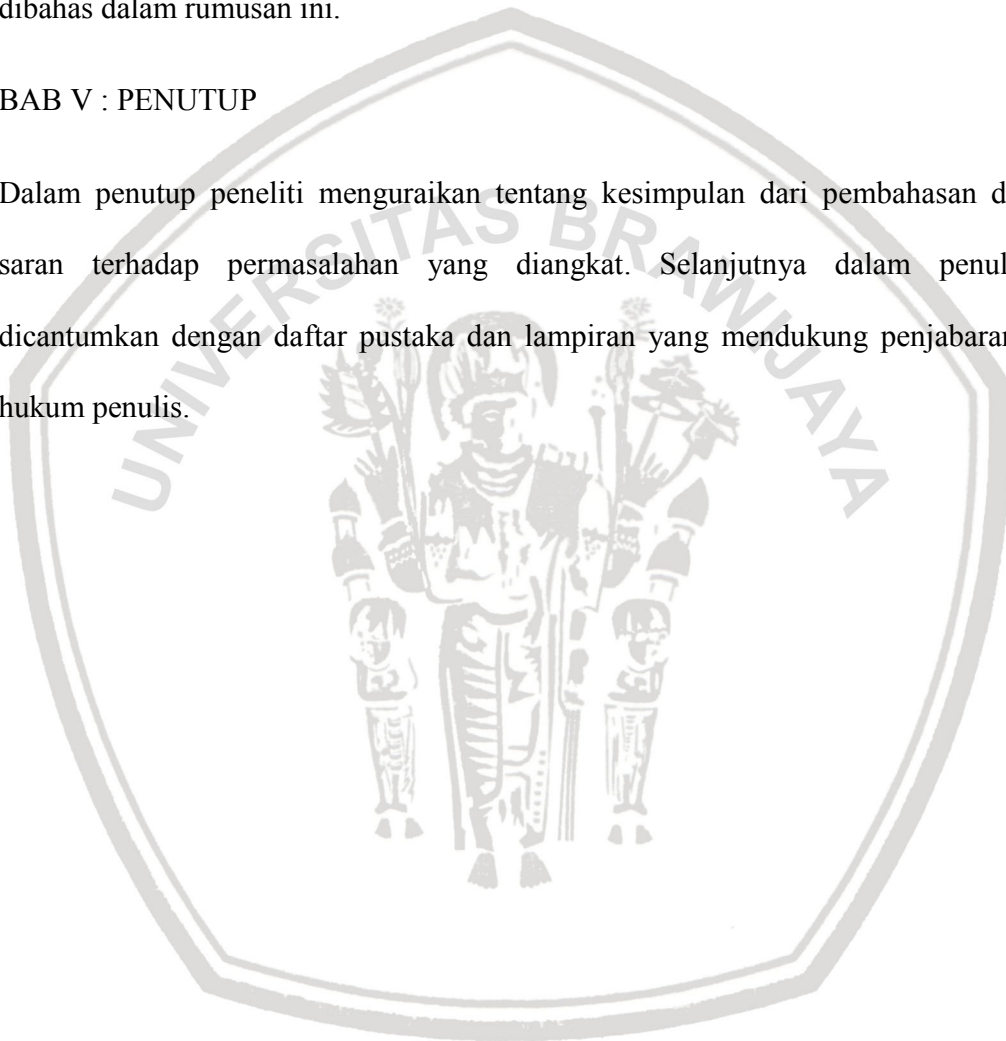 dibahas dalam rumusan ini.
BAB V : PENUTUP
Dalam penutup peneliti menguraikan tentang kesimpulan dari pembahasan d
saran terhadap permasalahan yang diangkat. Selanjutnya dalam penul
dicantumkan dengan daftar pustaka dan lampiran yang mendukung penjabaran
hukum penulis.
UNIVERSITAS BRAWIJAYA